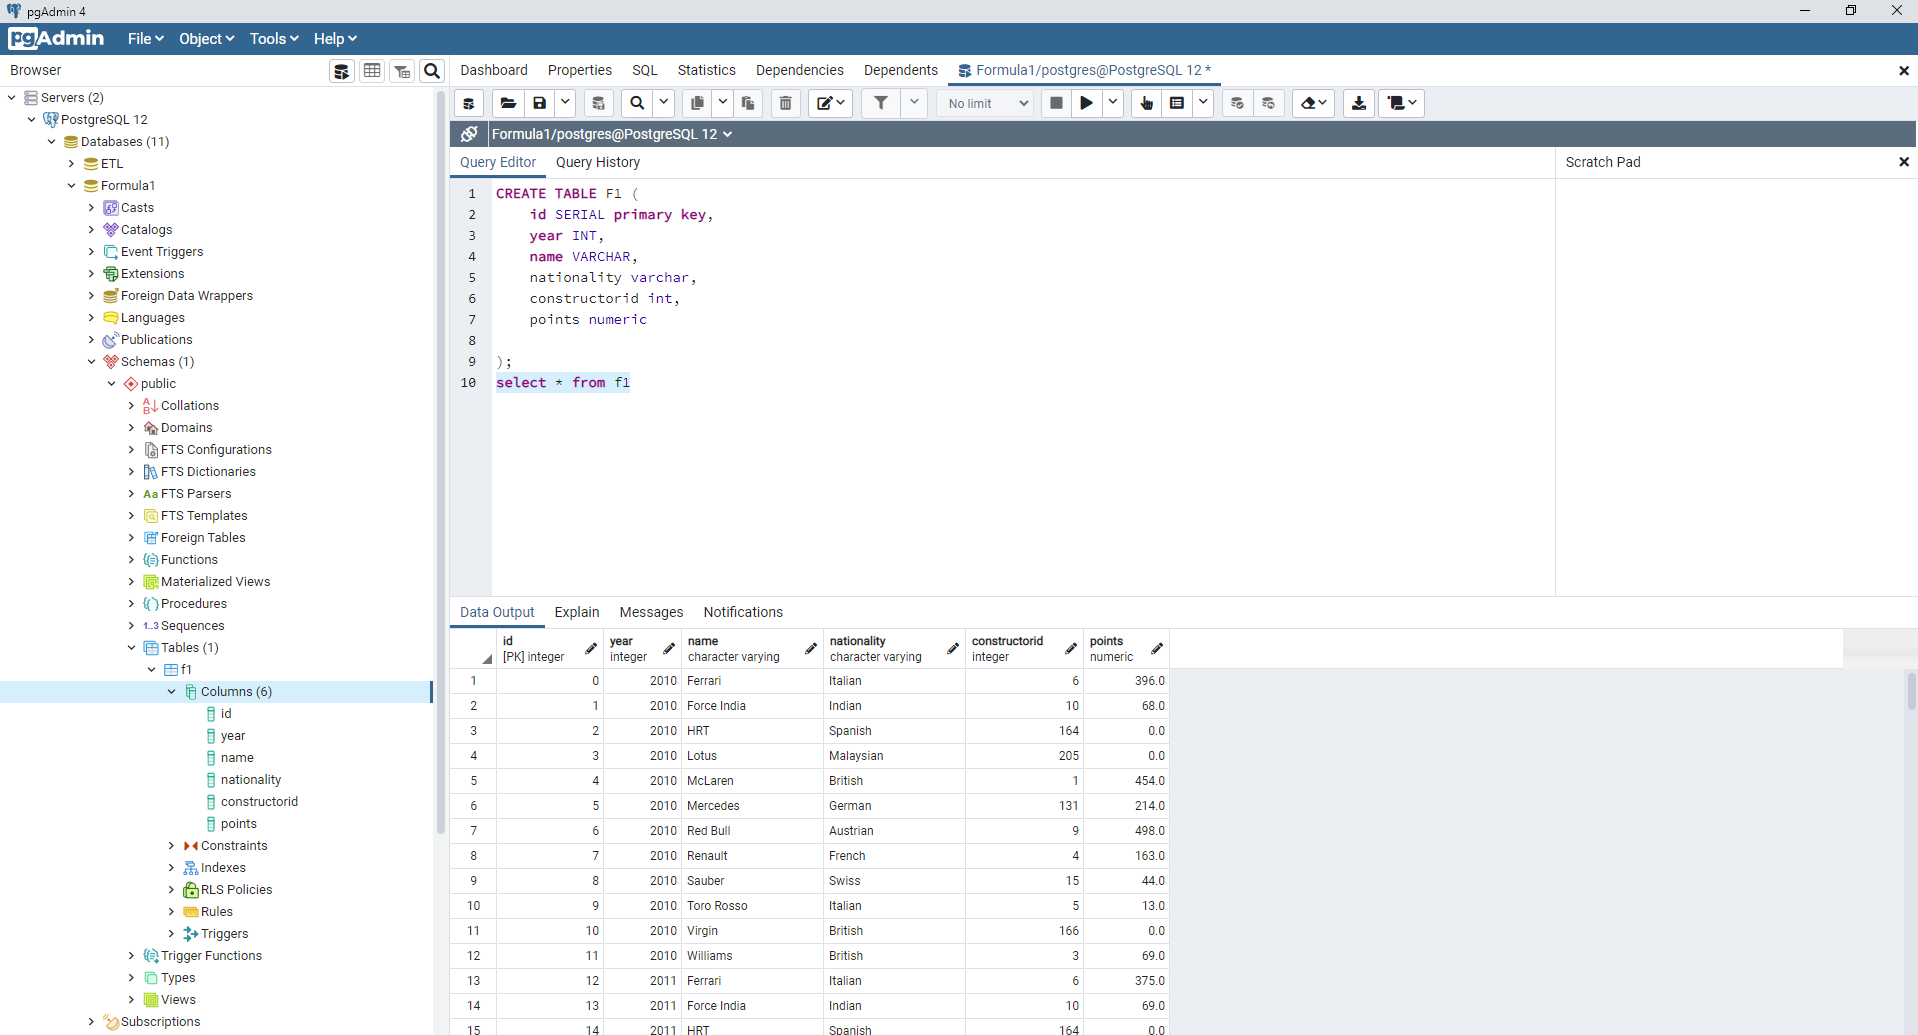 pgAdmin 4
pgAdmin File Object Tools Help
Browser
Dashboard Properties SQL Statistics Dependencies Dependents Formula1/postgres@PostgreSQL 12 *
No limit
Formula1/postgres@PostgreSQL 12
Query Editor Query History
Scratch Pad
Servers (2)
PostgreSQL 12
Databases (11)
ETL
Formula1
Casts
Catalogs
Event Triggers
Extensions
Foreign Data Wrappers
Languages
Publications
Schemas (1)
public
Collations
Domains
FTS Configurations
FTS Dictionaries
Aa FTS Parsers
FTS Templates
Foreign Tables
Functions
Materialized Views
Procedures
1..3 Sequences
Tables (1)
f1
Columns (6)
id
year
name
nationality
constructorid
points
Constraints
Indexes
RLS Policies
Rules
Triggers
Trigger Functions
Types
Views
Subscriptions
1 CREATE TABLE F1 (
2 id SERIAL primary key,
3 year INT,
4 name VARCHAR,
5 nationality varchar,
6 constructorid int,
7 points numeric
8
9 );
10 select * from f1
Data Output Explain Messages Notifications
id year name nationality constructorid points
[PK] integer integer character varying character varying integer numeric
1 0 2010 Ferrari Italian 6 396.0
2 1 2010 Force India Indian 10 68.0
3 2 2010 HRT Spanish 164 0.0
4 3 2010 Lotus Malaysian 205 0.0
5 4 2010 McLaren British 1 454.0
6 5 2010 Mercedes German 131 214.0
7 6 2010 Red Bull Austrian 9 498.0
8 7 2010 Renault French 4 163.0
9 8 2010 Sauber Swiss 15 44.0
10 9 2010 Toro Rosso Italian 5 13.0
11 10 2010 Virgin British 166 0.0
12 11 2010 Williams British 3 69.0
13 12 2011 Ferrari Italian 6 375.0
14 13 2011 Force India Indian 10 69.0
15 14 2011 HRT Spanish 164 0.0